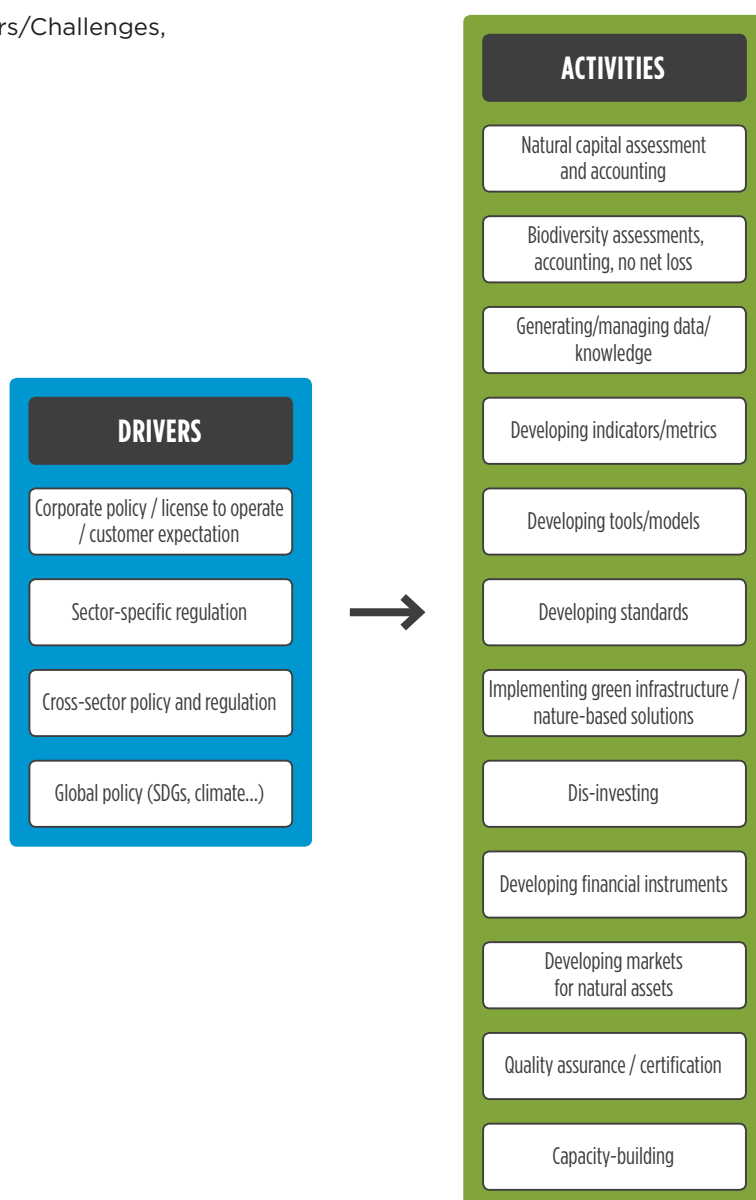 rs/Challenges,
DRIVERS
Corporate policy / license to operate
/ customer expectation
Sector-specific regulation
Cross-sector policy and regulation
Global policy (SDGs, climate...)
ACTIVITIES
Natural capital assessment
and accounting
Biodiversity assessments,
accounting, no net loss
Generating/managing data/
knowledge
Developing indicators/metrics
Developing tools/models
Developing standards
Implementing green infrastructure /
nature-based solutions
Dis-investing
Developing financial instruments
Developing markets
for natural assets
Quality assurance / certification
Capacity-building